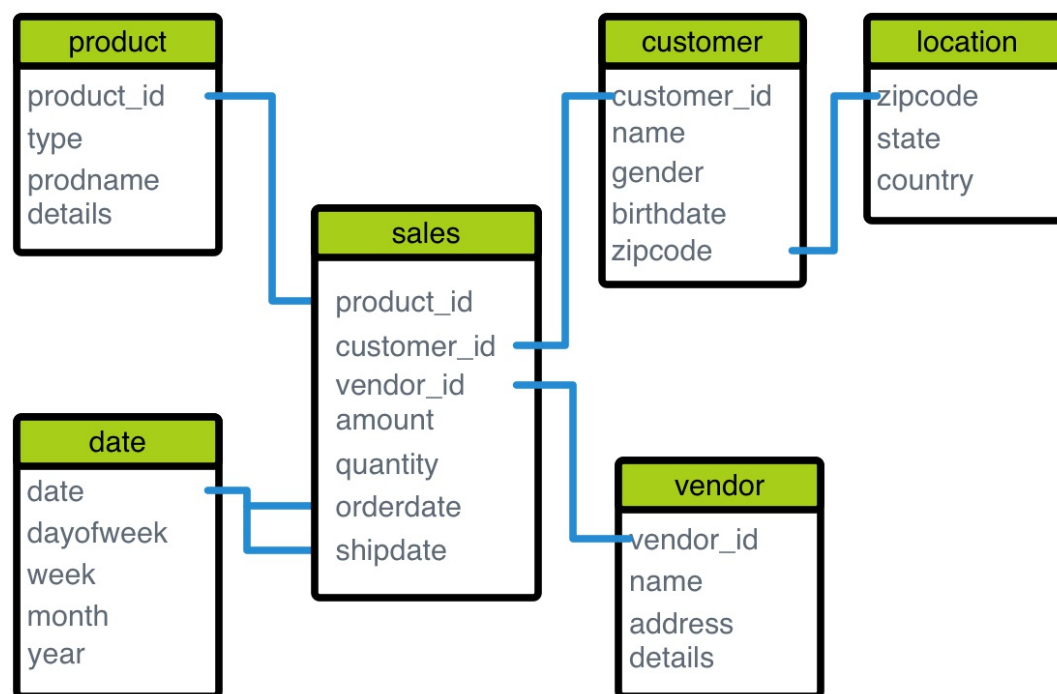 product
product_id
type
prodname
details
customer
customer_id
name
gender
birthdate
zipcode
location
zipcode
state
country
sales
product_id
customer_id
vendor_id
amount
quantity
orderdate
shipdate
date
date
dayofweek
week
month
year
vendor
vendor_id
name
address
details